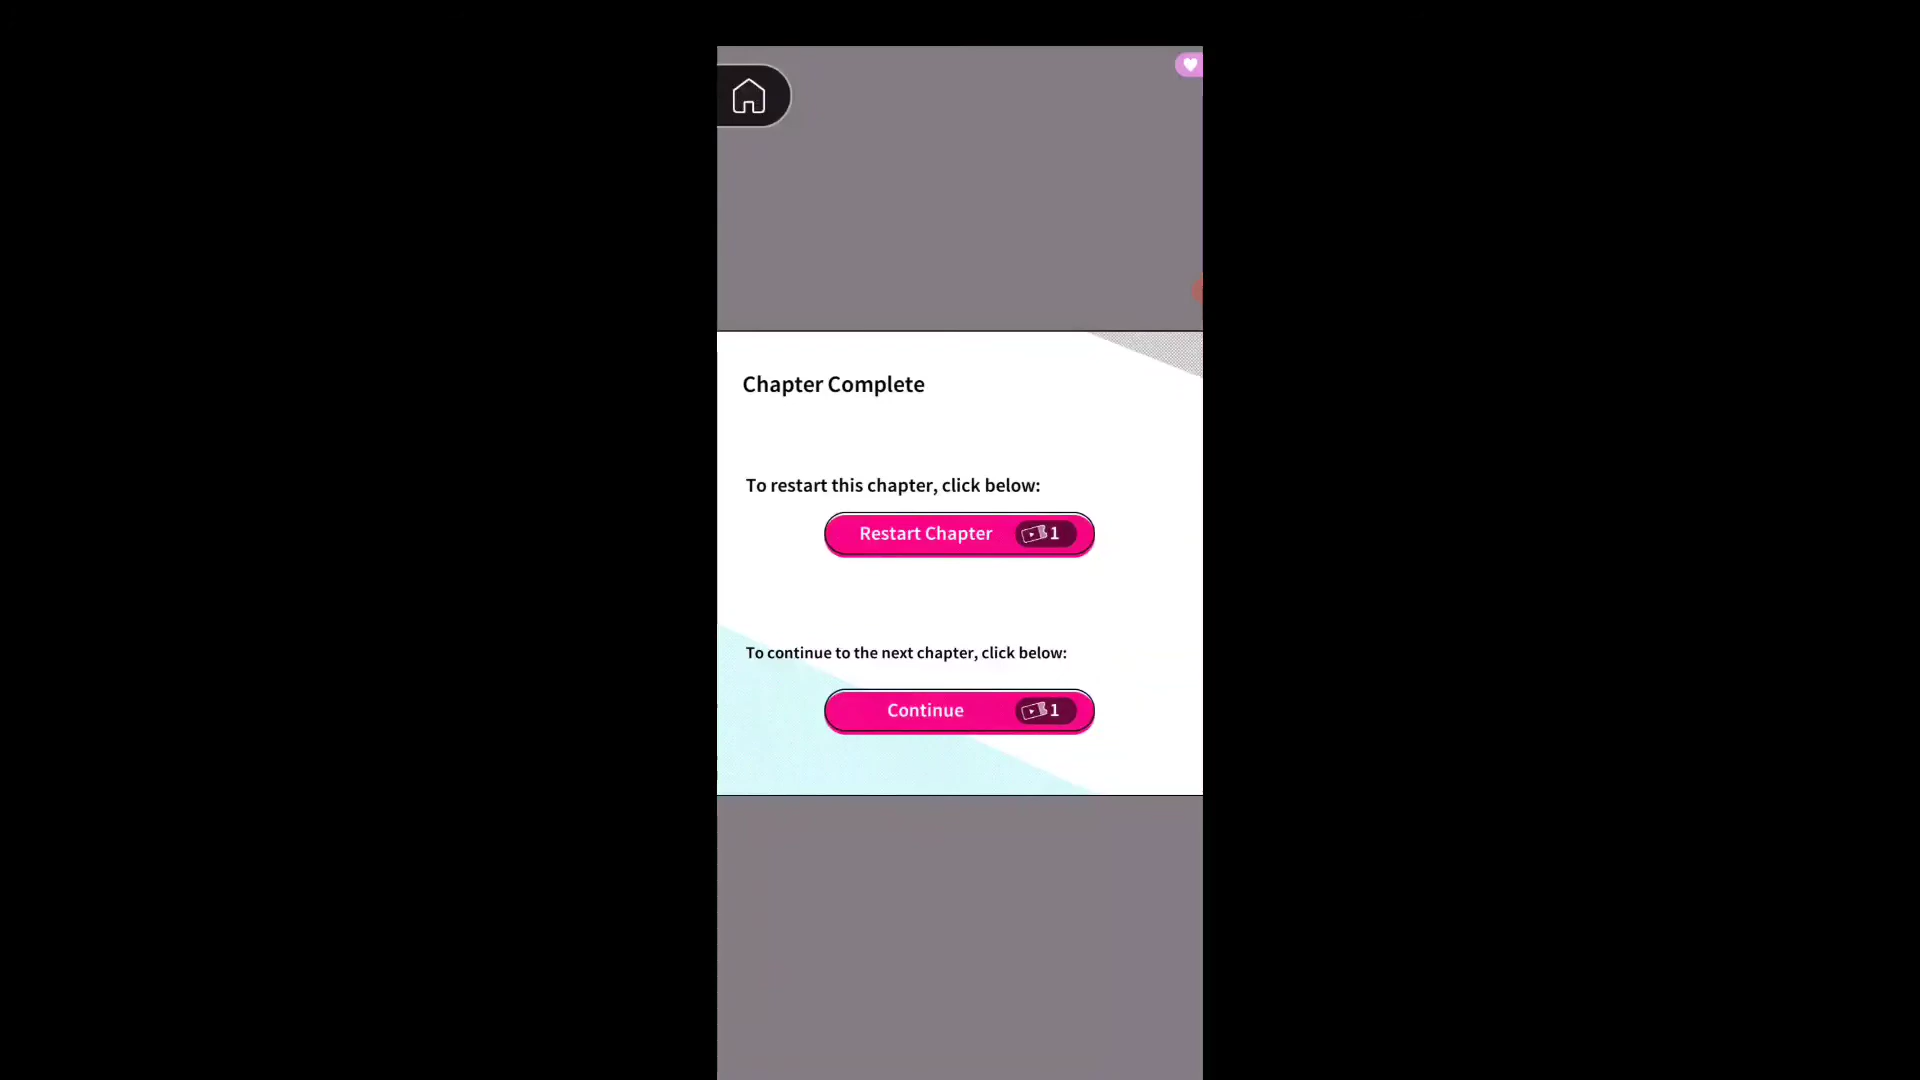 Chapter Complete
To restart this chapter, click below:
Restart Chapter 1
To continue to the next chapter, click below:
Continue 1